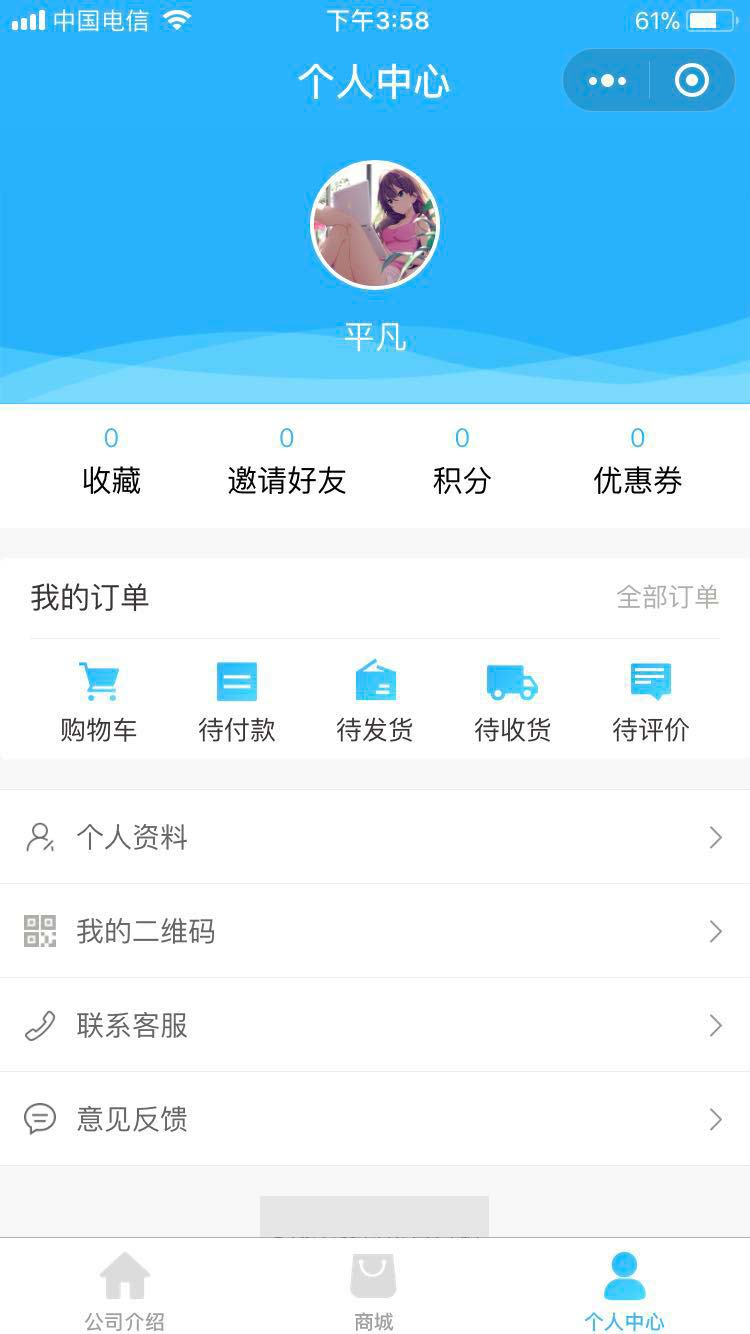 中国电信 下午3:58 61%
个人中心
平凡
0 0 0 0
收藏 邀请好友 积分 优惠券
我的订单 全部订单
购物车 待付款 待发货 待收货 待评价
个人资料
我的二维码
联系客服
意见反馈
公司介绍 商城 个人中心